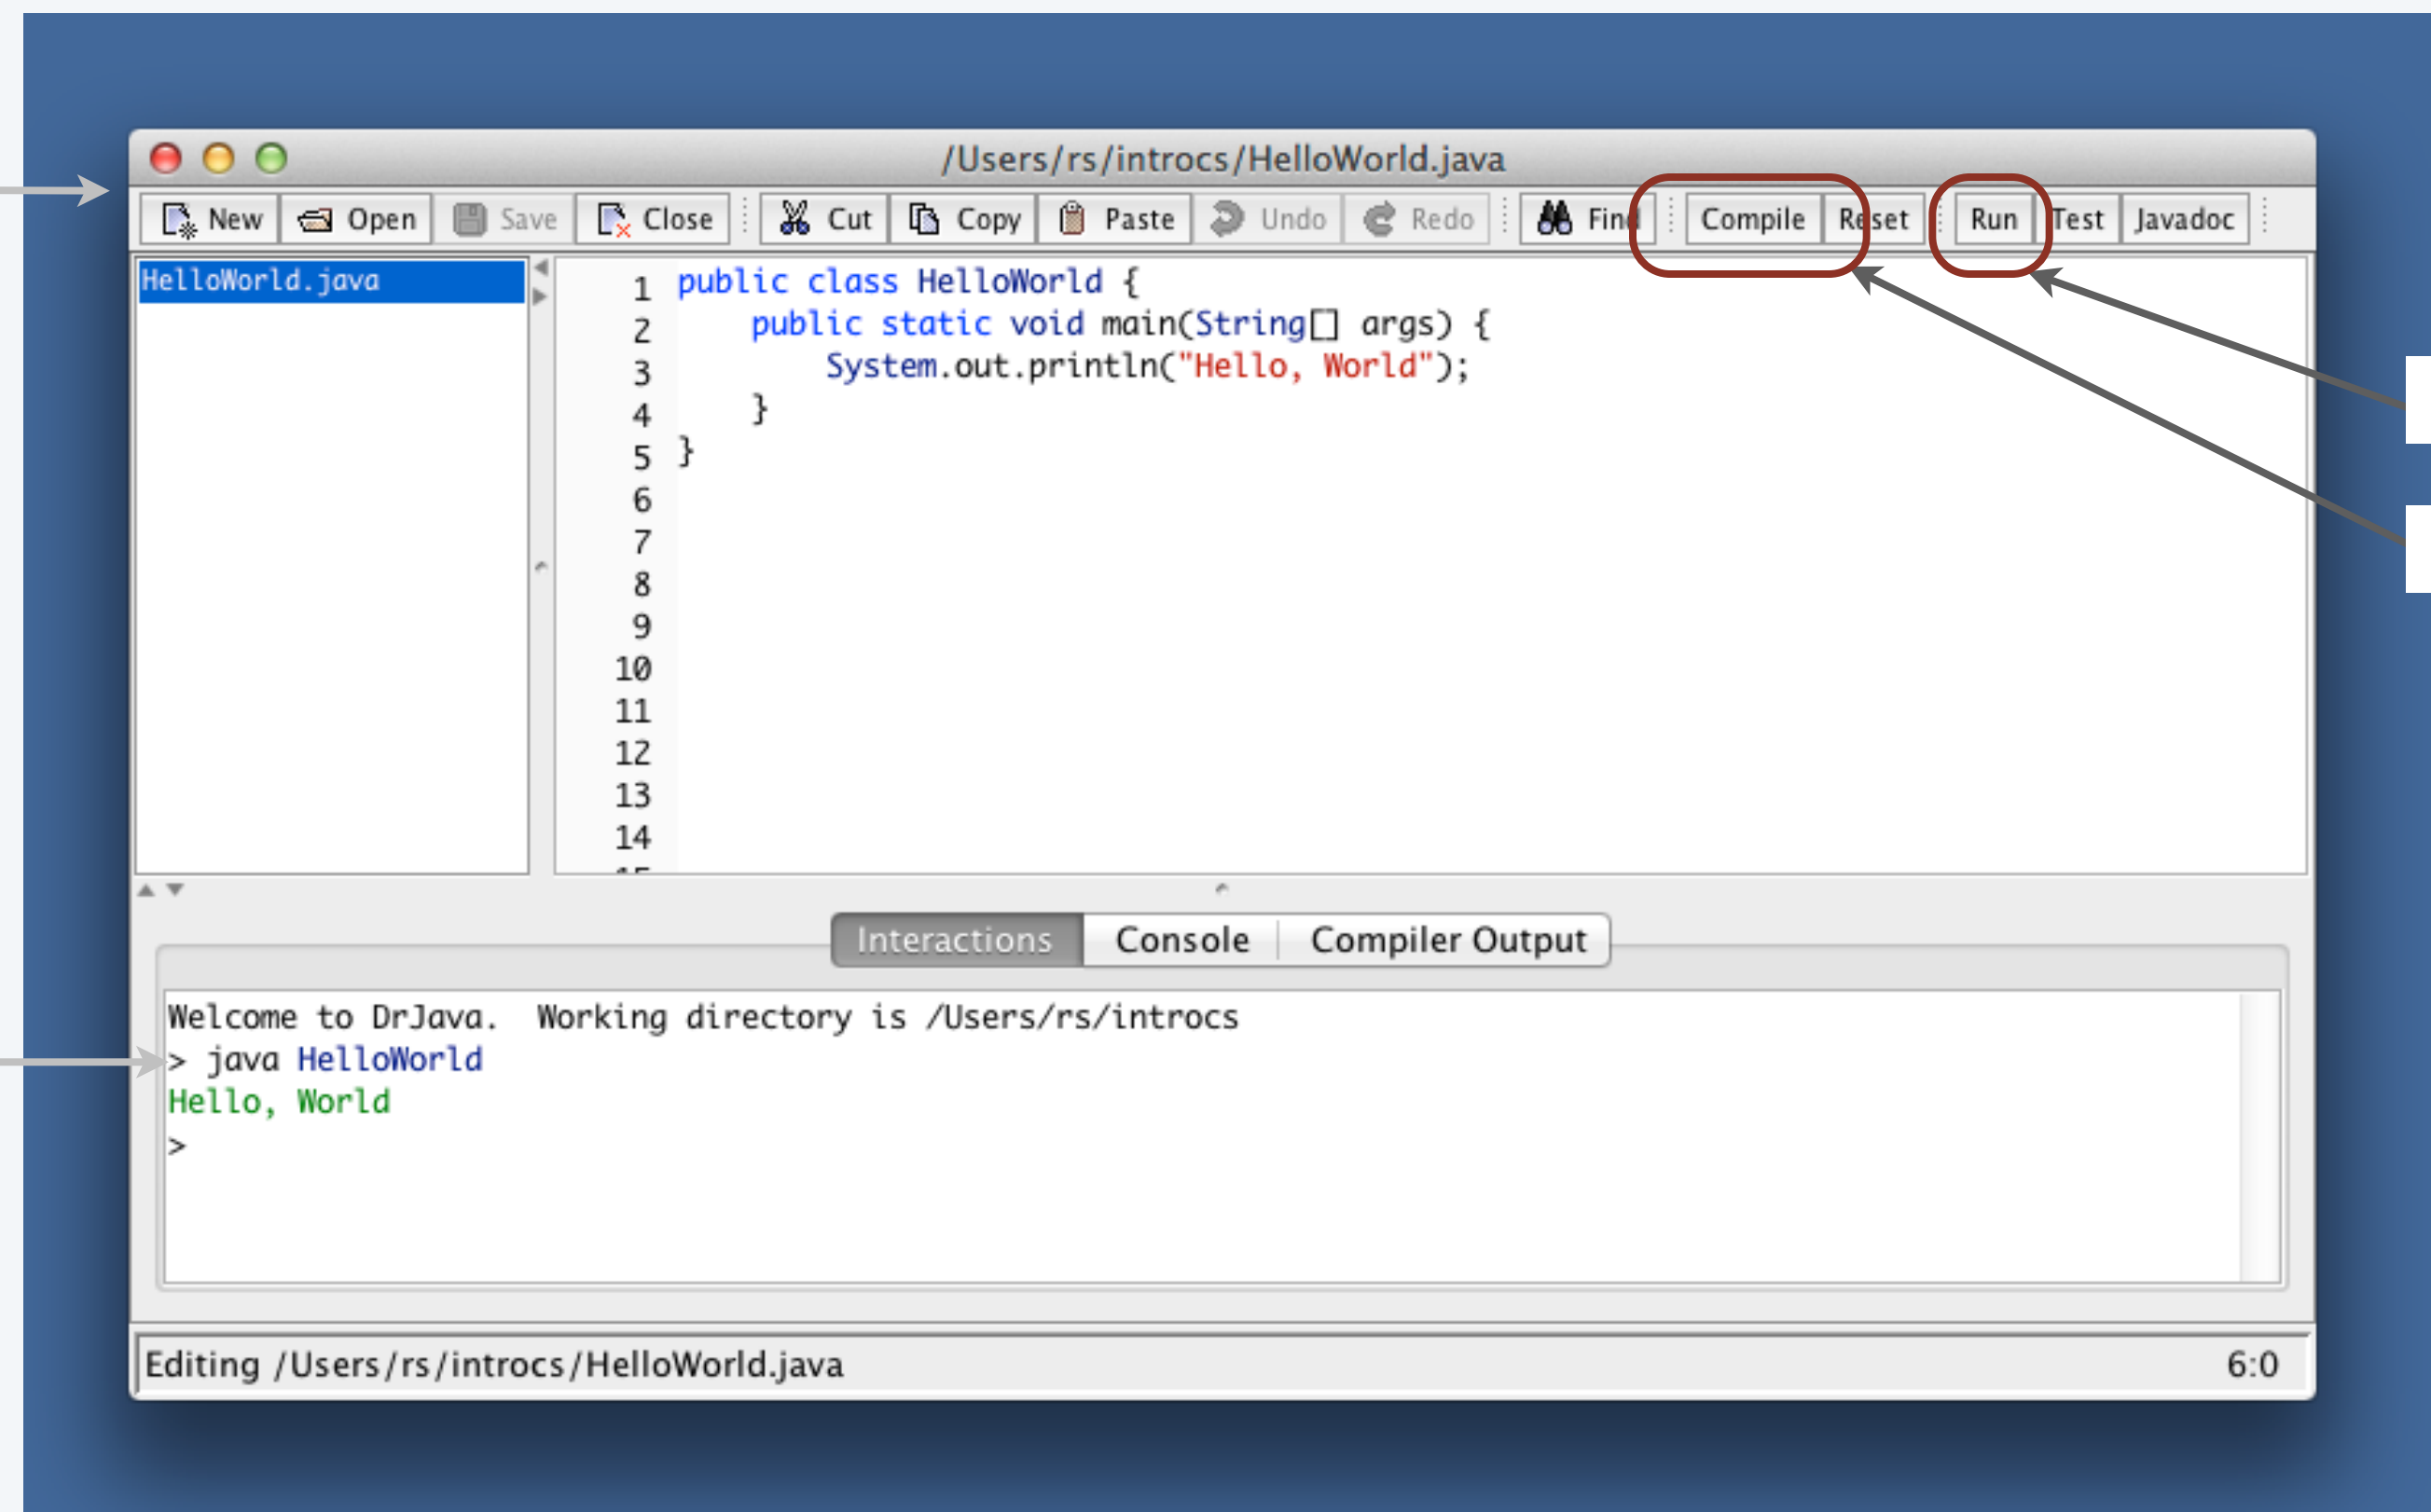 /Users/rs/introcs/HelloWorld.java
New Open Save Close Cut Copy Paste Undo Redo Find Compile Reset Run Test Javadoc
HelloWorld.java
1 public class HelloWorld {
2     public static void main(String[] args) {
3         System.out.println("Hello, World");
4     }
5 }
6
7
8
9
10
11
12
13
14
Interactions Console Compiler Output
Welcome to DrJava.  Working directory is /Users/rs/introcs
> java HelloWorld
Hello, World
>
Editing /Users/rs/introcs/HelloWorld.java 6:0